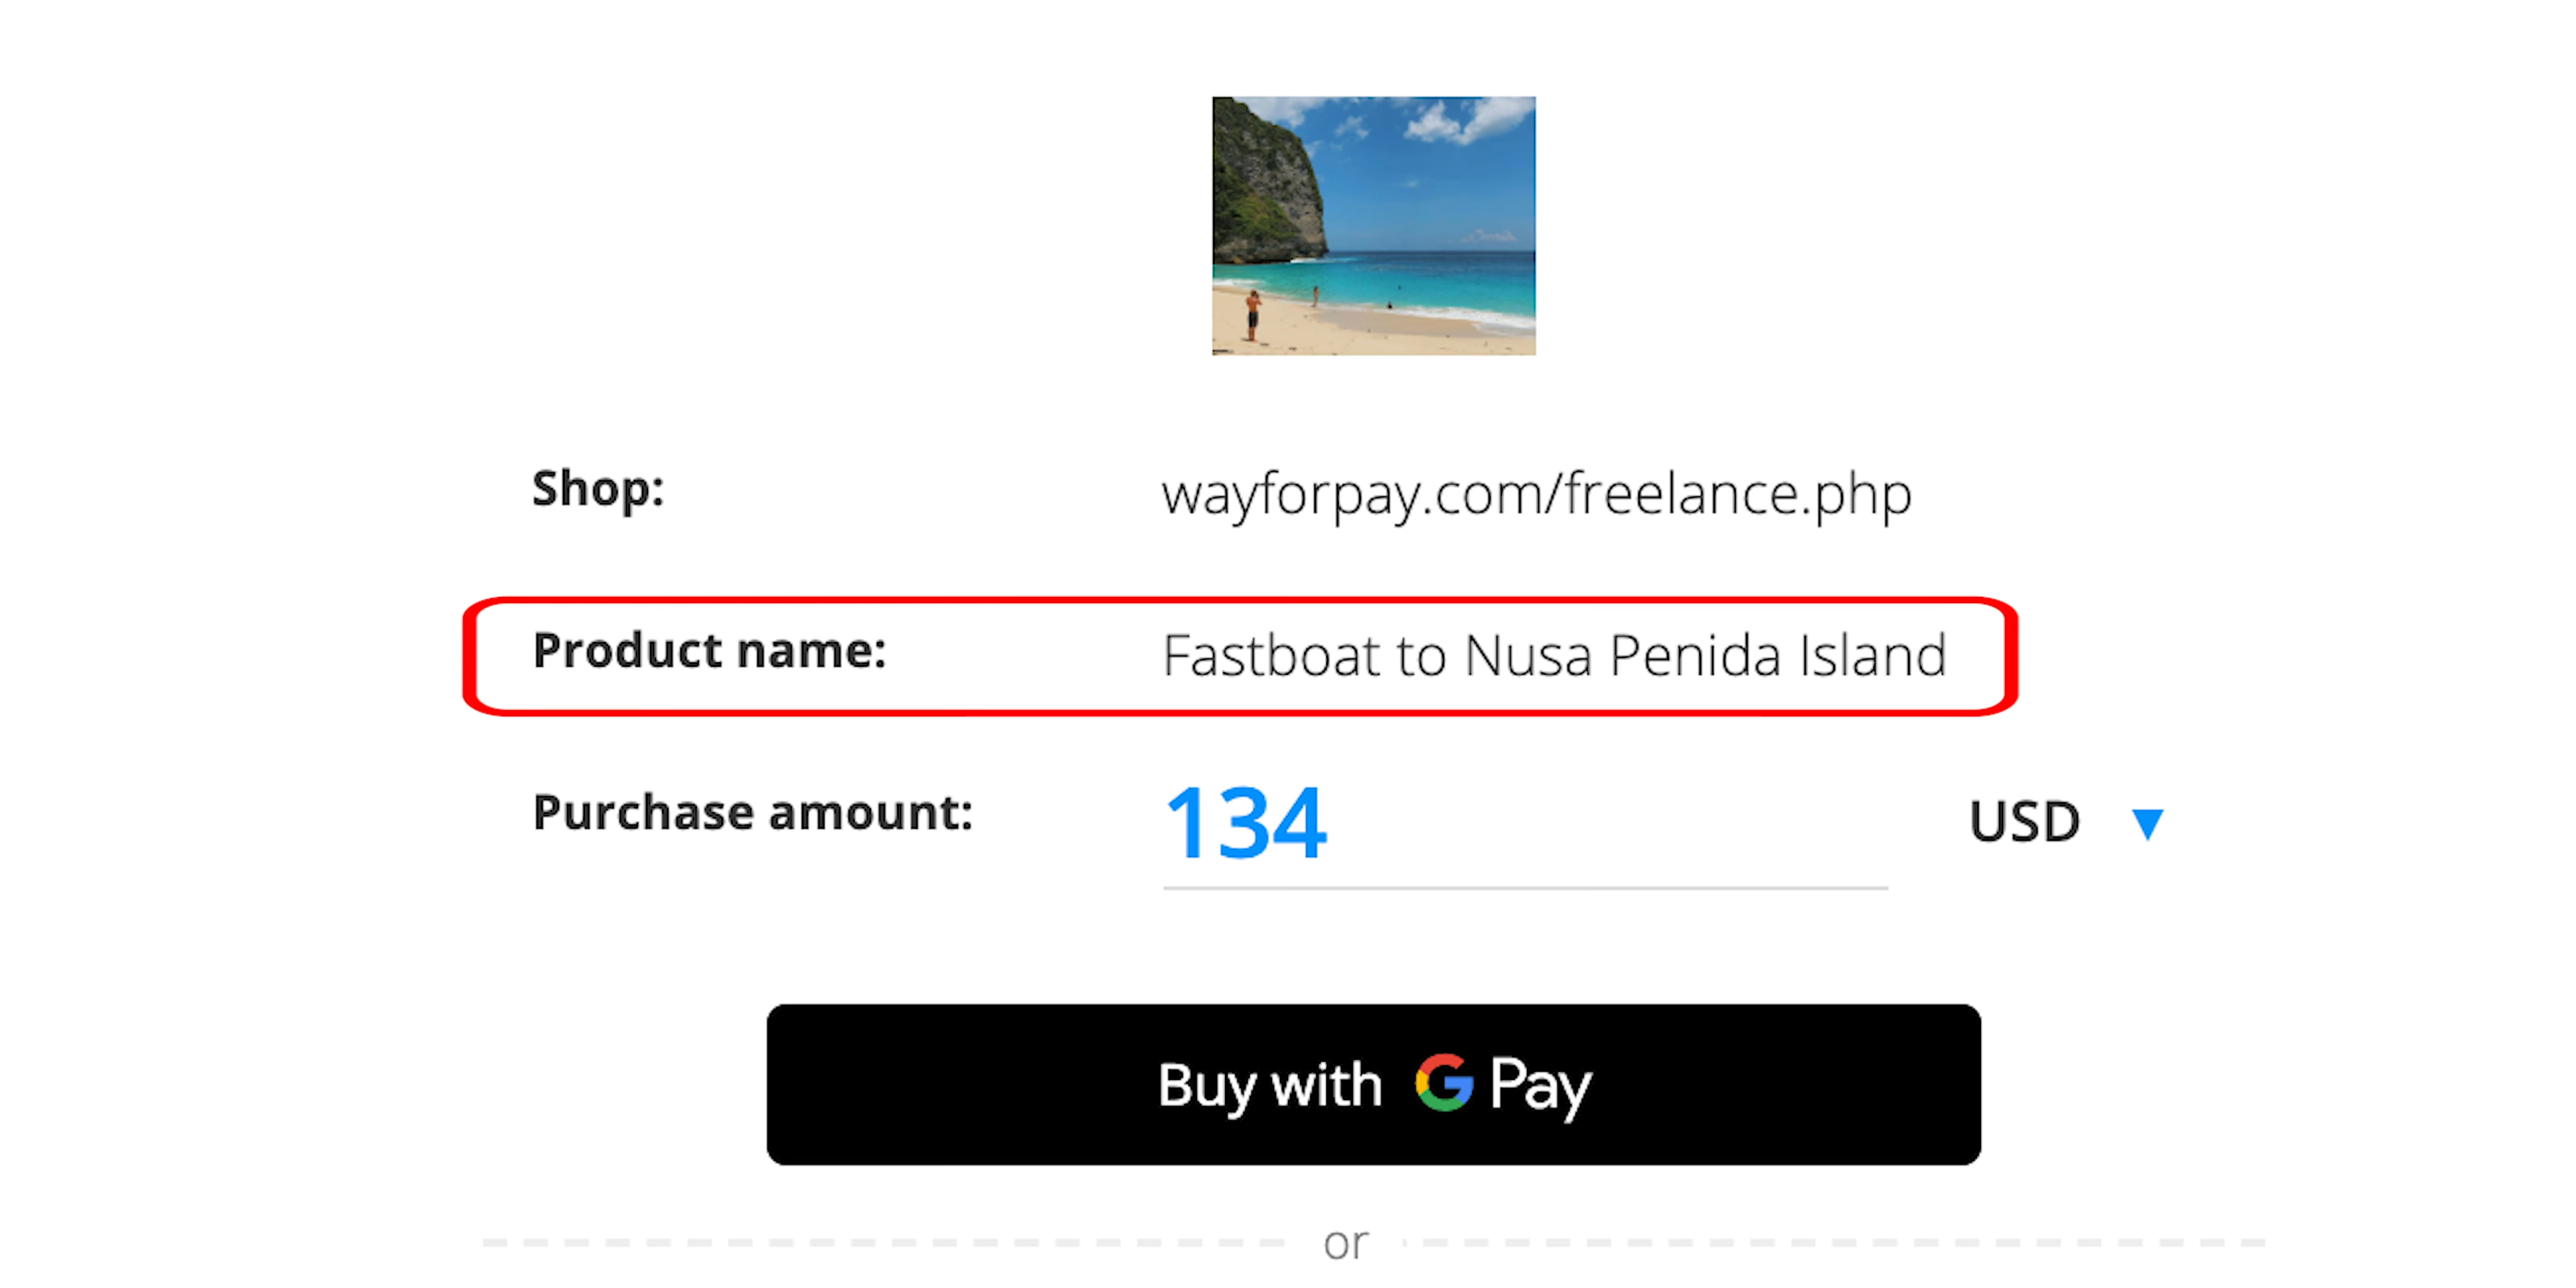 Shop: wayforpay.com/freelance.php
Product name: Fastboat to Nusa Penida Island
Purchase amount: 134 USD ▼
Buy with G Pay
or